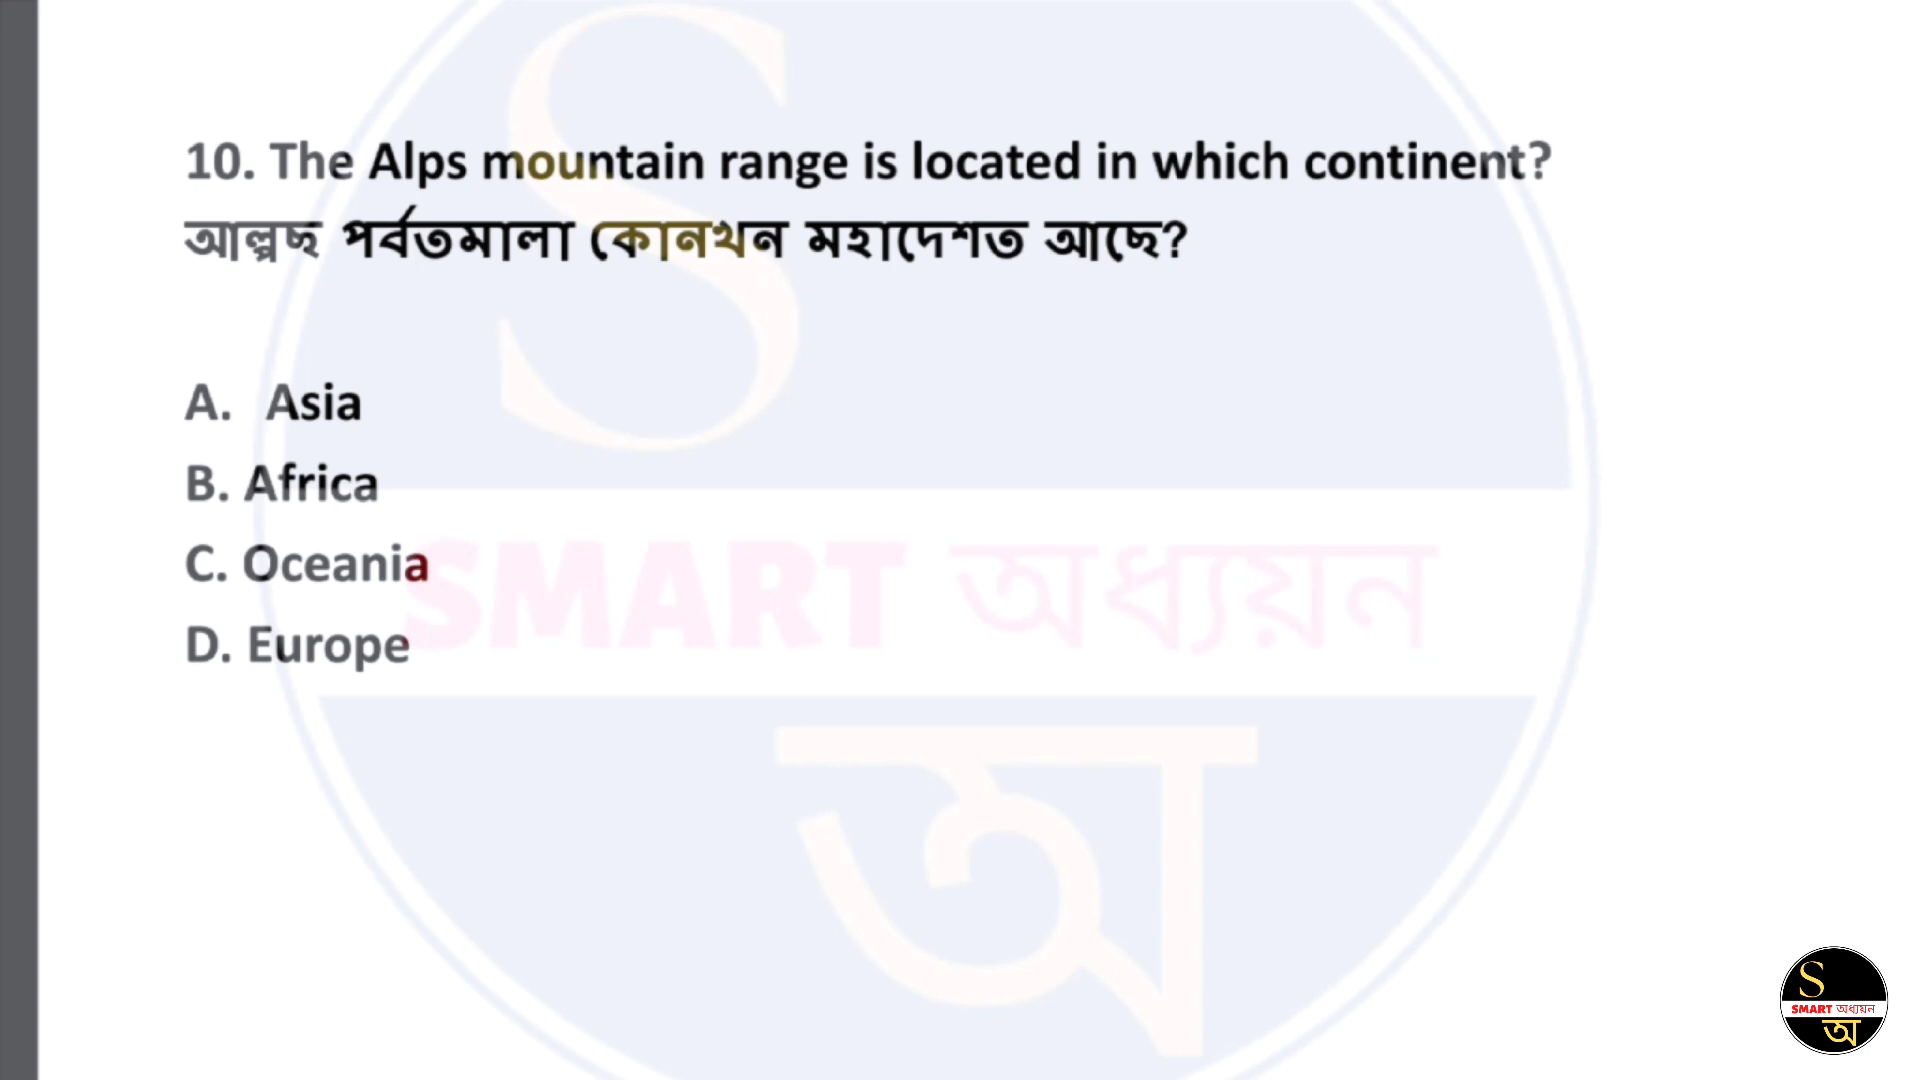 10. The Alps mountain range is located in which continent?
আল্পছ পৰ্বতমালা কোনখন মহাদেশত আছে?
A. Asia
B. Africa
C. Oceania
D. Europe
SMART অধ্যয়ন
S
অ
S
SMART অধ্যয়ন
অ